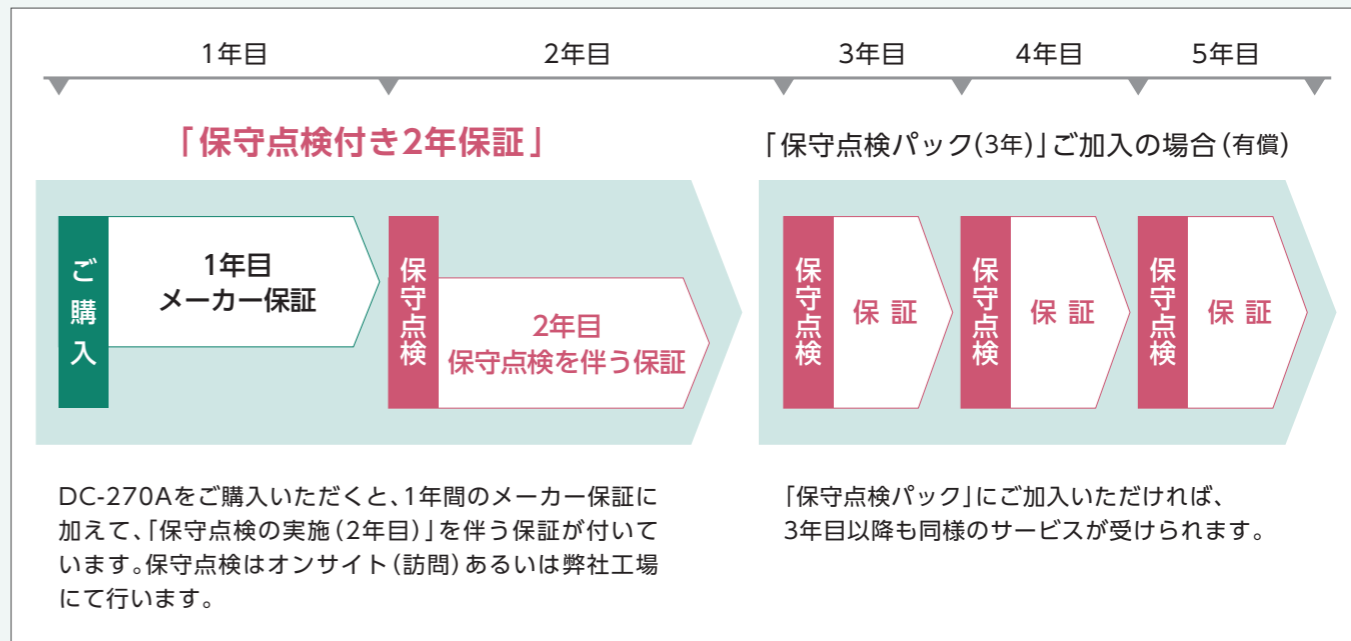 1年目
2年目
3年目
4年目
5年目
「保守点検付き2年保証」
「保守点検パック(3年)」ご加入の場合(有償)
ご購入
1年目
メーカー保証
保守点検
2年目
保守点検を伴う保証
保守点検
保証
保守点検
保証
保守点検
保証
DC-270Aをご購入いただくと、1年間のメーカー保証に
加えて、「保守点検の実施(2年目)」を伴う保証が付いて
います。保守点検はオンサイト(訪問)あるいは弊社工場
にて行います。
「保守点検パック」にご加入いただければ、
3年目以降も同様のサービスが受けられます。